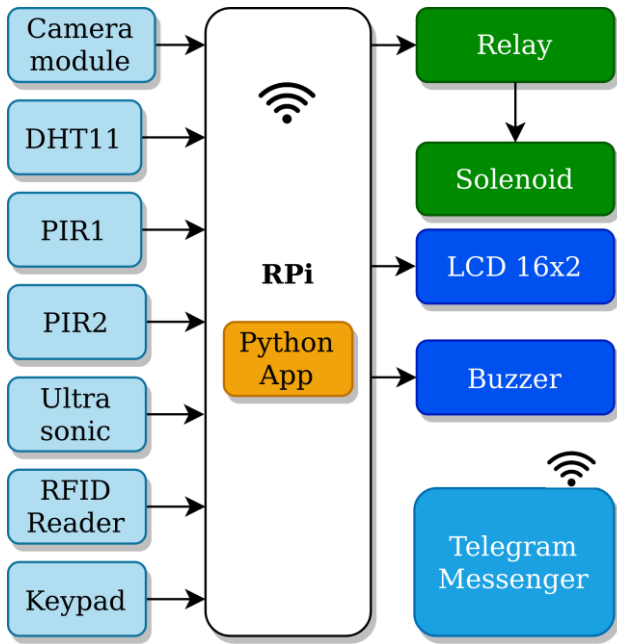 Camera
module
DHT11
PIR1
PIR2
Ultra
sonic
RFID
Reader
Keypad
RPi
Python
App
Relay
Solenoid
LCD 16x2
Buzzer
Telegram
Messenger